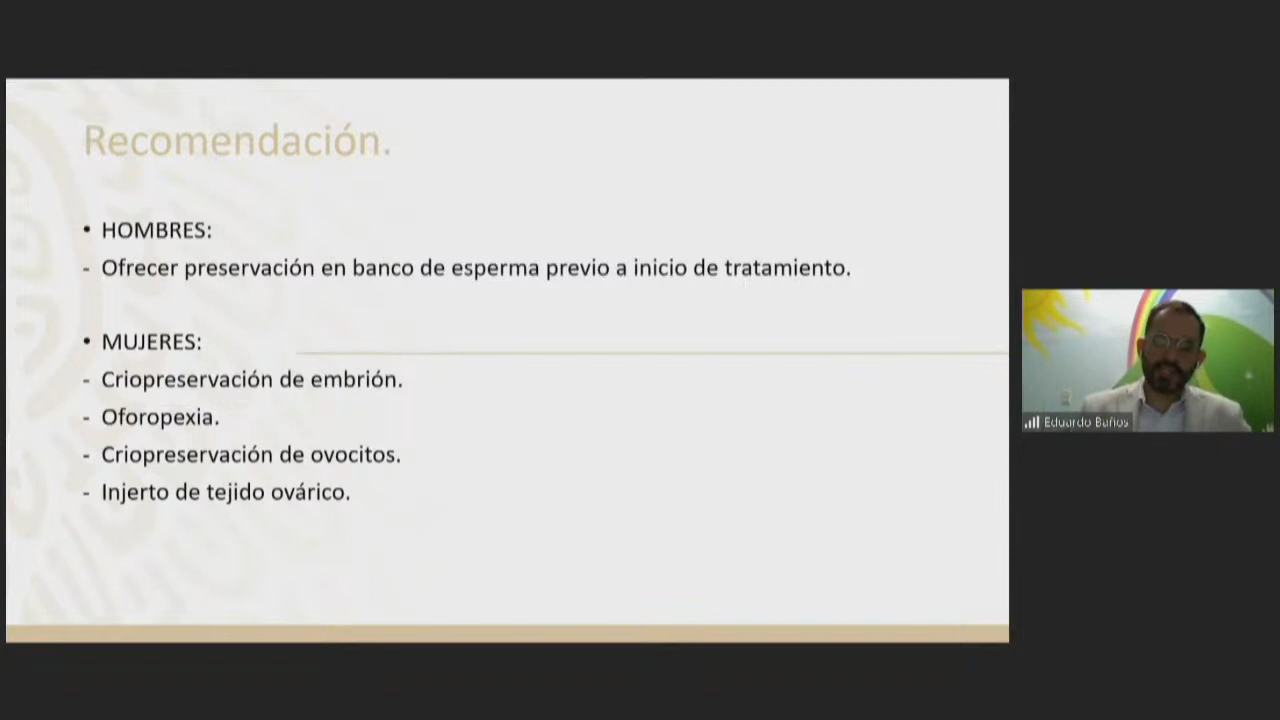 Recomendación.
• HOMBRES:
- Ofrecer preservación en banco de esperma previo a inicio de tratamiento.
• MUJERES:
- Criopreservación de embrión.
- Oforopexia.
- Criopreservación de ovocitos.
- Injerto de tejido ovárico.
Eduardo Baños